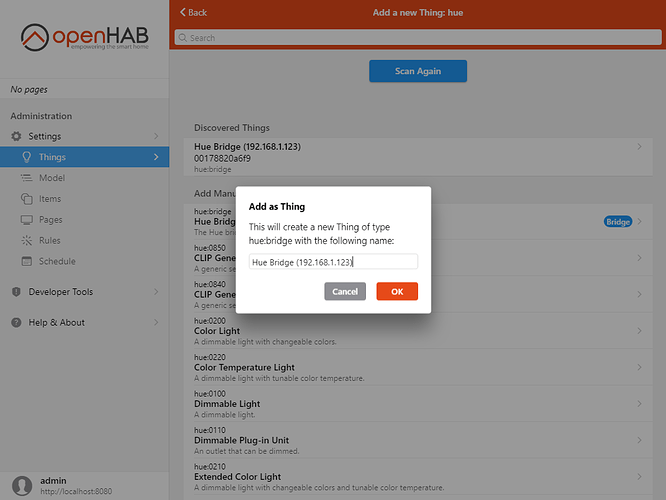 openHAB
empowering the smart home
No pages
Administration
Settings
Things
Model
Items
Pages
Rules
Schedule
Developer Tools
Help & About
admin
http://localhost:8080
Back
Add a new Thing: hue
Search
Scan Again
Discovered Things
Hue Bridge (192.168.1.123)
00178820a6f9
hue:bridge
Add Manu
hue:bridge
Hue Bridg
The Hue bri
Bridge
hue:0850
CLIP Gene
A generic se
hue:0840
CLIP Gene
A generic se
hue:0200
Color Light
A dimmable light with changeable colors.
hue:0220
Color Temperature Light
A dimmable light with tunable color temperature.
hue:0100
Dimmable Light
A dimmable light.
hue:0110
Dimmable Plug-in Unit
An outlet that can be dimmed.
hue:0210
Extended Color Light
A dimmable light with changeable colors and tunable color temperature.
Add as Thing
This will create a new Thing of type
hue:bridge with the following name:
Hue Bridge (192.168.1.123)
Cancel
OK